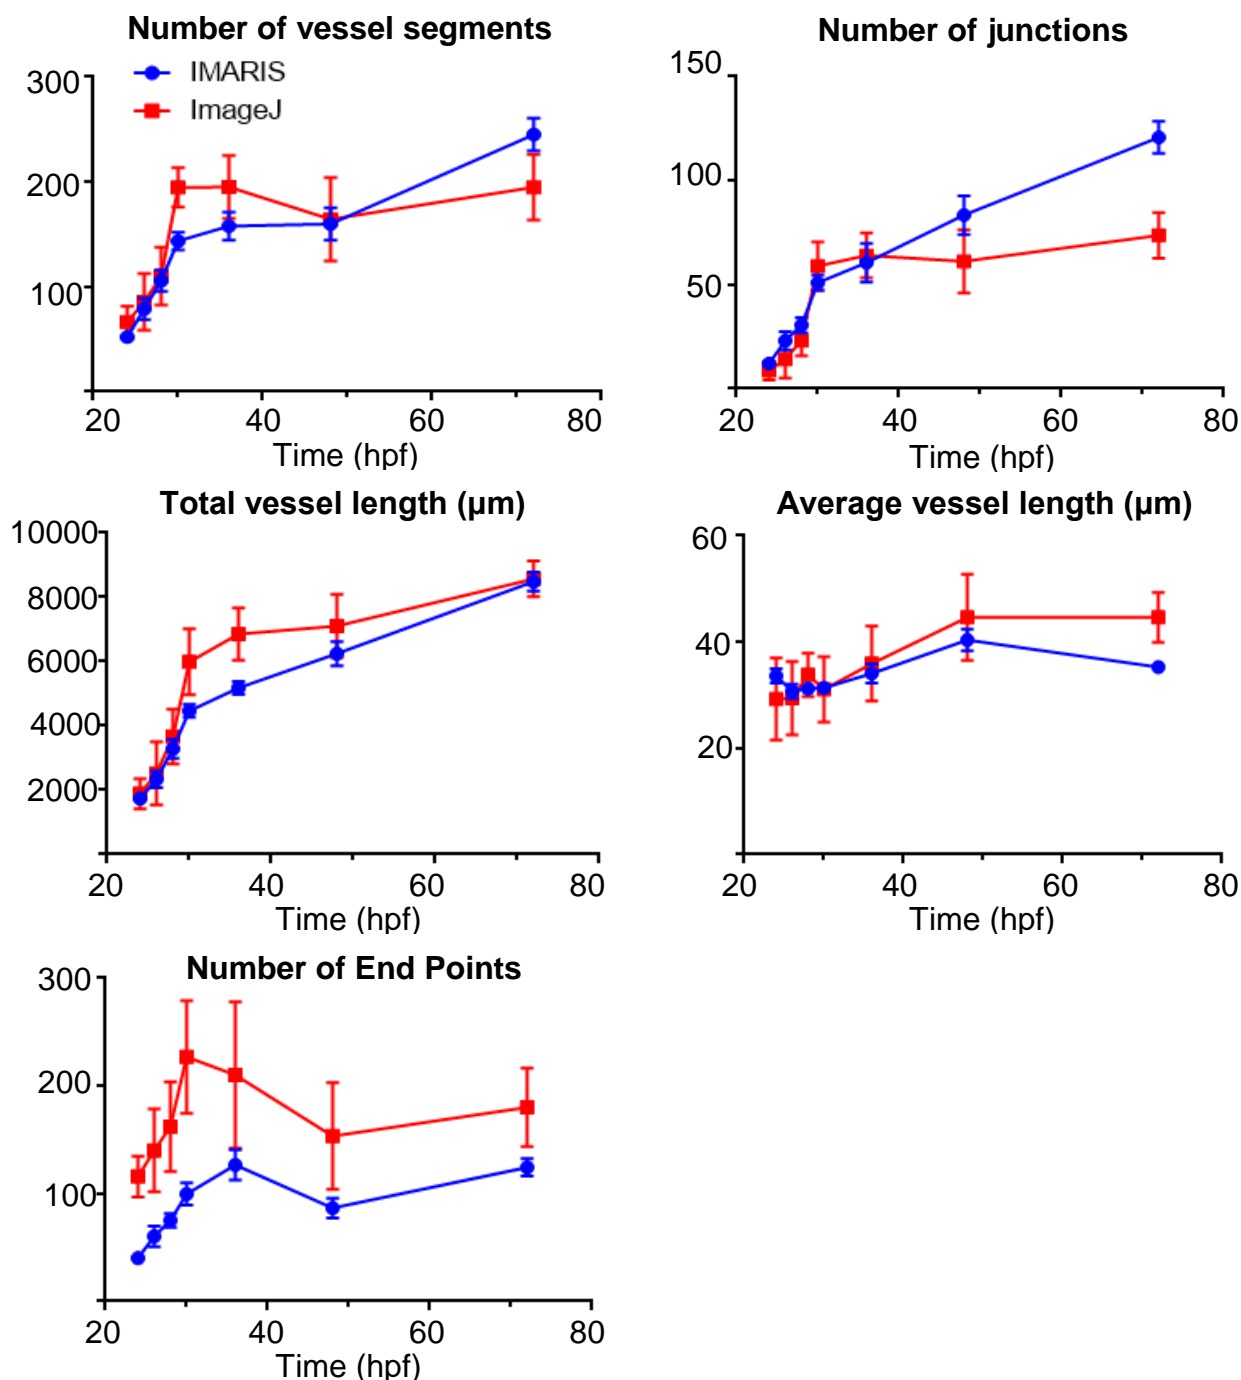 Number of vessel segments
IMARIS
ImageJ
300
200
100
20 40 60 80
Time (hpf)
Number of junctions
150
100
50
20 40 60 80
Time (hpf)
Total vessel length (µm)
10000
8000
6000
4000
2000
20 40 60 80
Time (hpf)
Average vessel length (µm)
60
40
20
20 40 60 80
Time (hpf)
Number of End Points
300
200
100
20 40 60 80
Time (hpf)